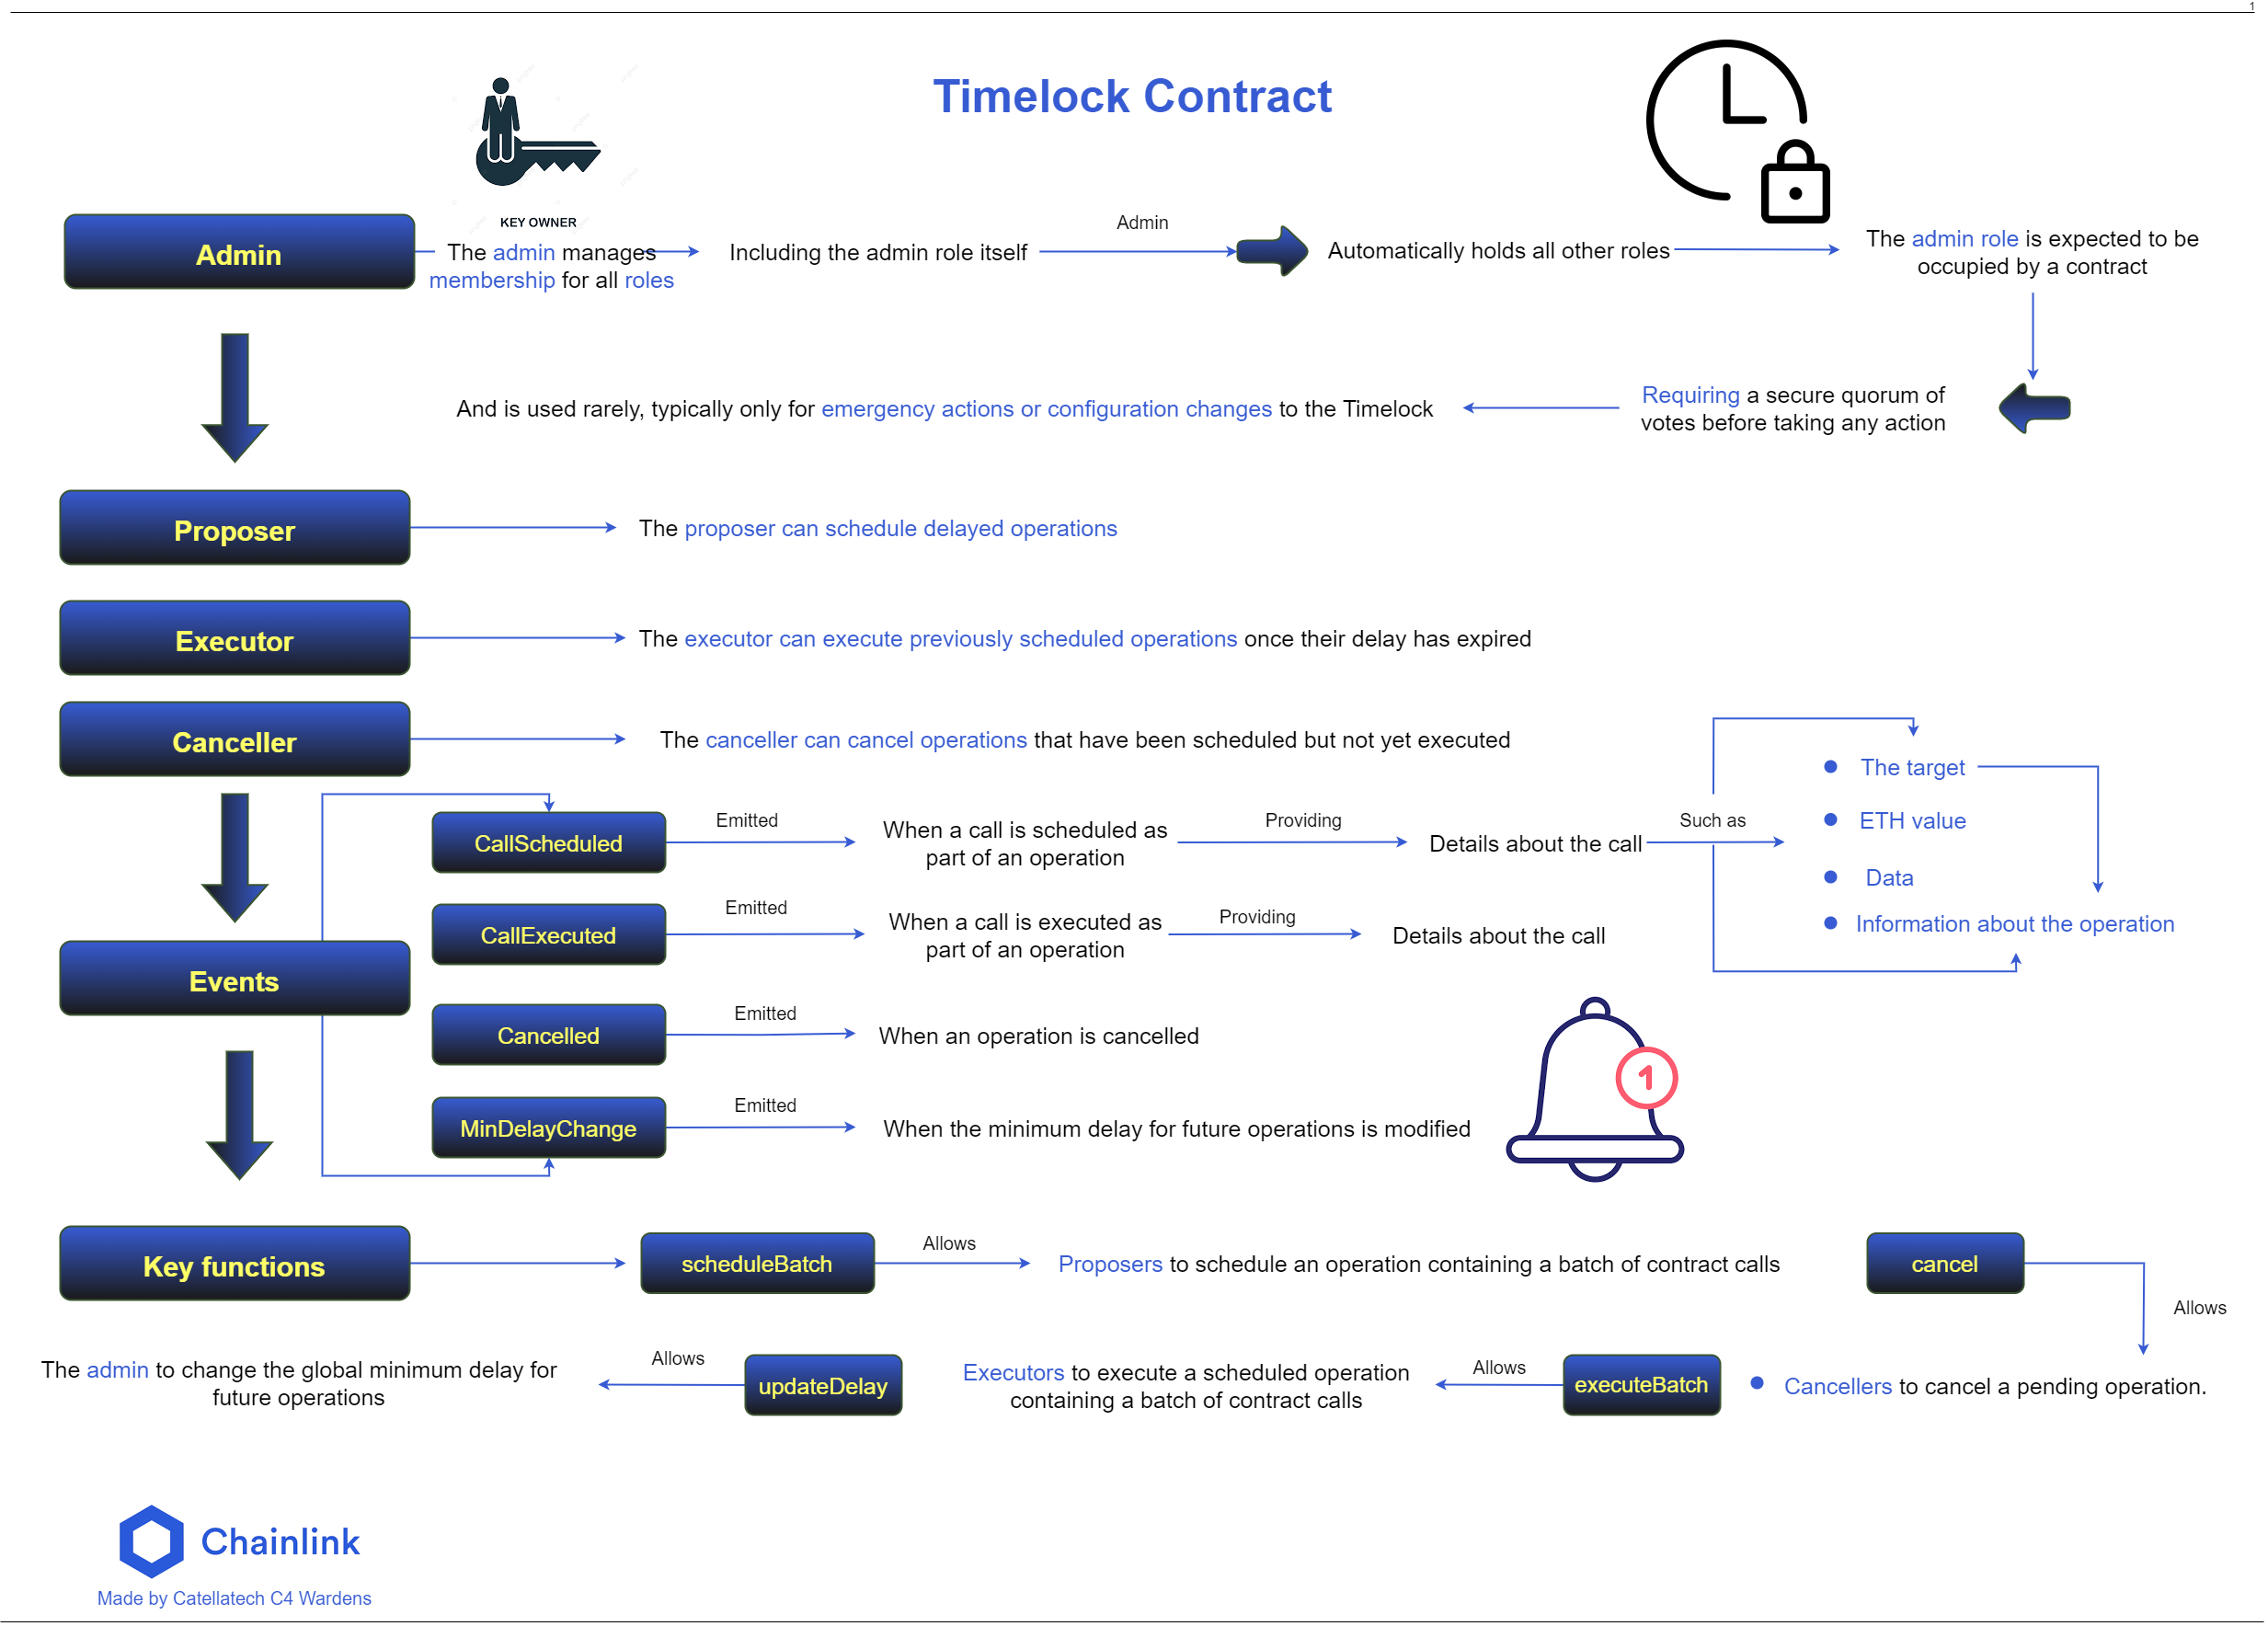 1
Timelock Contract
KEY OWNER
Admin
The admin manages
membership for all roles
Including the admin role itself
Admin
Automatically holds all other roles
The admin role is expected to be
occupied by a contract
Requiring a secure quorum of
votes before taking any action
And is used rarely, typically only for emergency actions or configuration changes to the Timelock
Proposer
The proposer can schedule delayed operations
Executor
The executor can execute previously scheduled operations once their delay has expired
Canceller
The canceller can cancel operations that have been scheduled but not yet executed
Events
CallScheduled
Emitted
When a call is scheduled as
part of an operation
Providing
Details about the call
Such as
The target
ETH value
Data
Information about the operation
CallExecuted
Emitted
When a call is executed as
part of an operation
Providing
Details about the call
Cancelled
Emitted
When an operation is cancelled
MinDelayChange
Emitted
When the minimum delay for future operations is modified
1
Key functions
scheduleBatch
Allows
Proposers to schedule an operation containing a batch of contract calls
cancel
Allows
Cancellers to cancel a pending operation.
executeBatch
Allows
Executors to execute a scheduled operation
containing a batch of contract calls
updateDelay
Allows
The admin to change the global minimum delay for
future operations
Chainlink
Made by Catellatech C4 Wardens